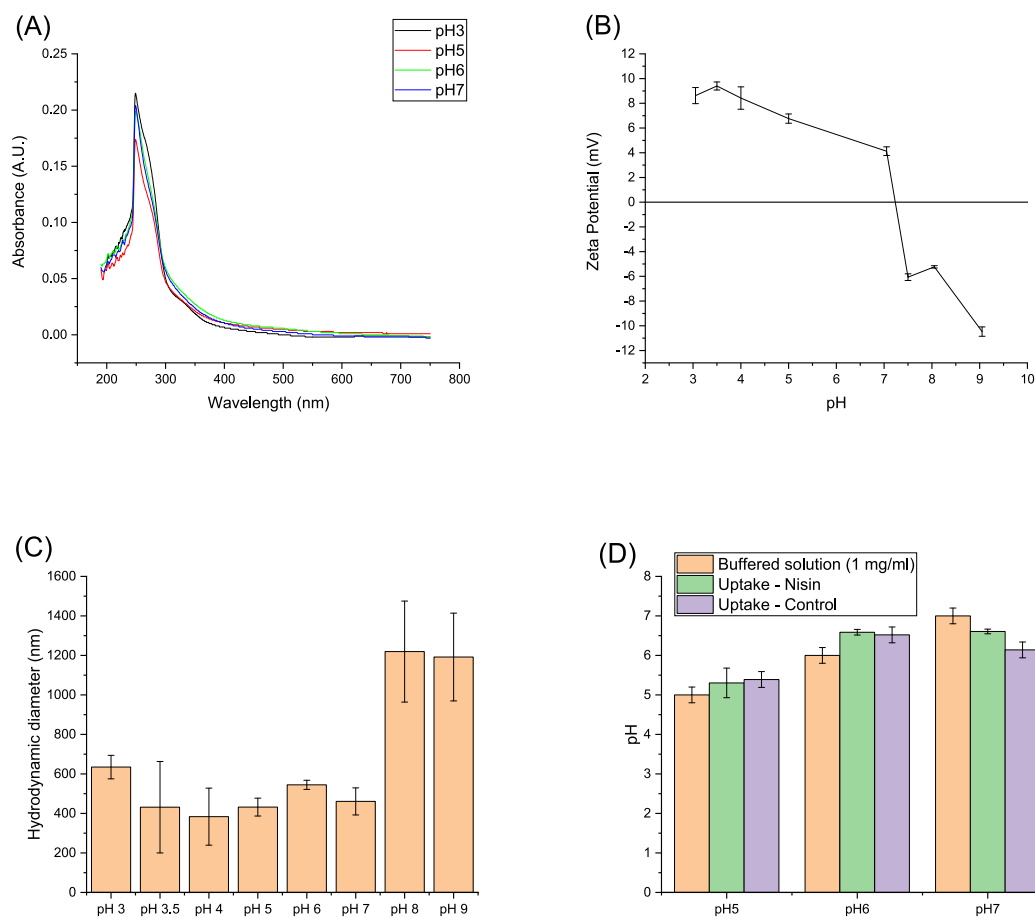 (A)
pH3
pH5
pH6
pH7
0.25
0.20
0.15
0.10
0.05
0.00
Absorbance (A.U.)
200 300 400 500 600 700 800
Wavelength (nm)
(B)
12
10
8
6
4
2
0
-2
-4
-6
-8
-10
-12
Zeta Potential (mV)
2 3 4 5 6 7 8 9 10
pH
(C)
1600
1400
1200
1000
800
600
400
200
0
Hydrodynamic diameter (nm)
pH 3 pH 3.5 pH 4 pH 5 pH 6 pH 7 pH 8 pH 9
(D)
Buffered solution (1 mg/ml)
Uptake - Nisin
Uptake - Control
8
7
6
5
4
3
2
1
0
pH
pH5 pH6 pH7